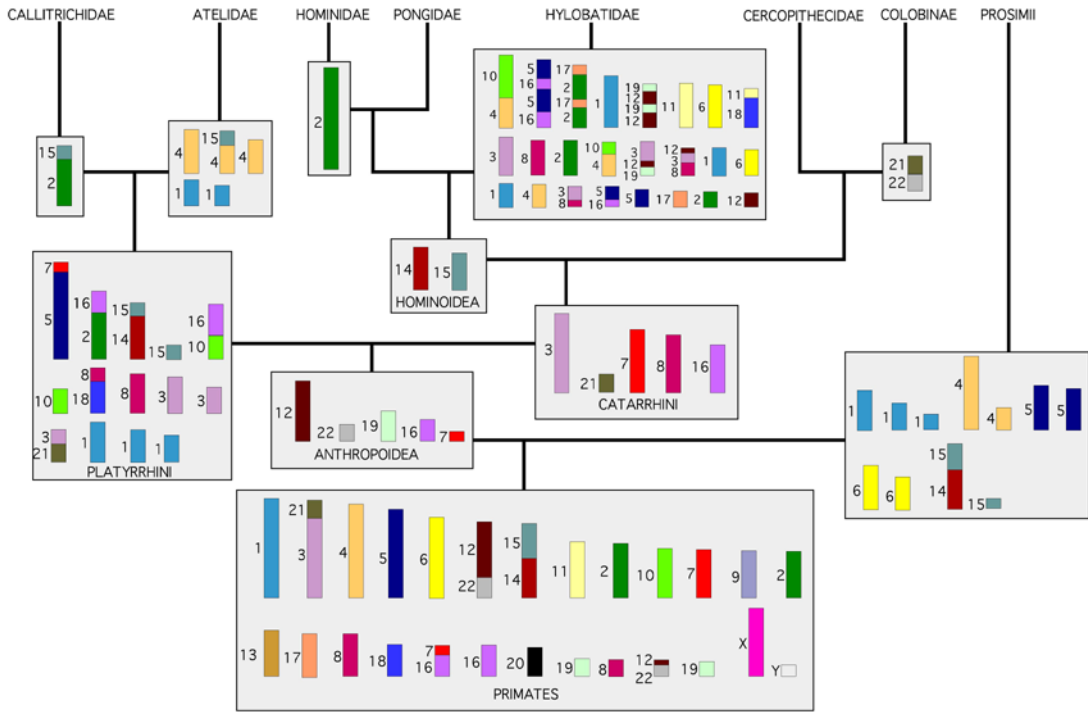 CALLITRICHIDAE ATELIDAE HOMINIDAE PONGIDAE HYLOBATIDAE CERCOPITHECIDAE COLOBINAE PROSIMII
15 2
4 15 4 4
1 1
2
10 4 5 16 5 16 17 2 17 2 1 19 12 19 12 11 6 11 18
3 8 2 10 4 3 12 19 12 3 8 1 6
1 4 3 8 5 16 5 17 2 12
21 22
14 15
HOMINOIDEA
7 5 16 2 15 14 15 16 10
10 8 18 8 3 3
3 21 1 1 1
PLATYRRHINI
3 21 7 8 16
CATARRHINI
12 22 19 16 7
ANTHROPOIDEA
1 1 1 4 4 5 5
6 6 15 14 15
1 21 3 4 5 6 12 22 15 14 11 2 10 7 9 2
13 17 8 18 7 16 16 20 19 8 12 22 19 X Y
PRIMATES